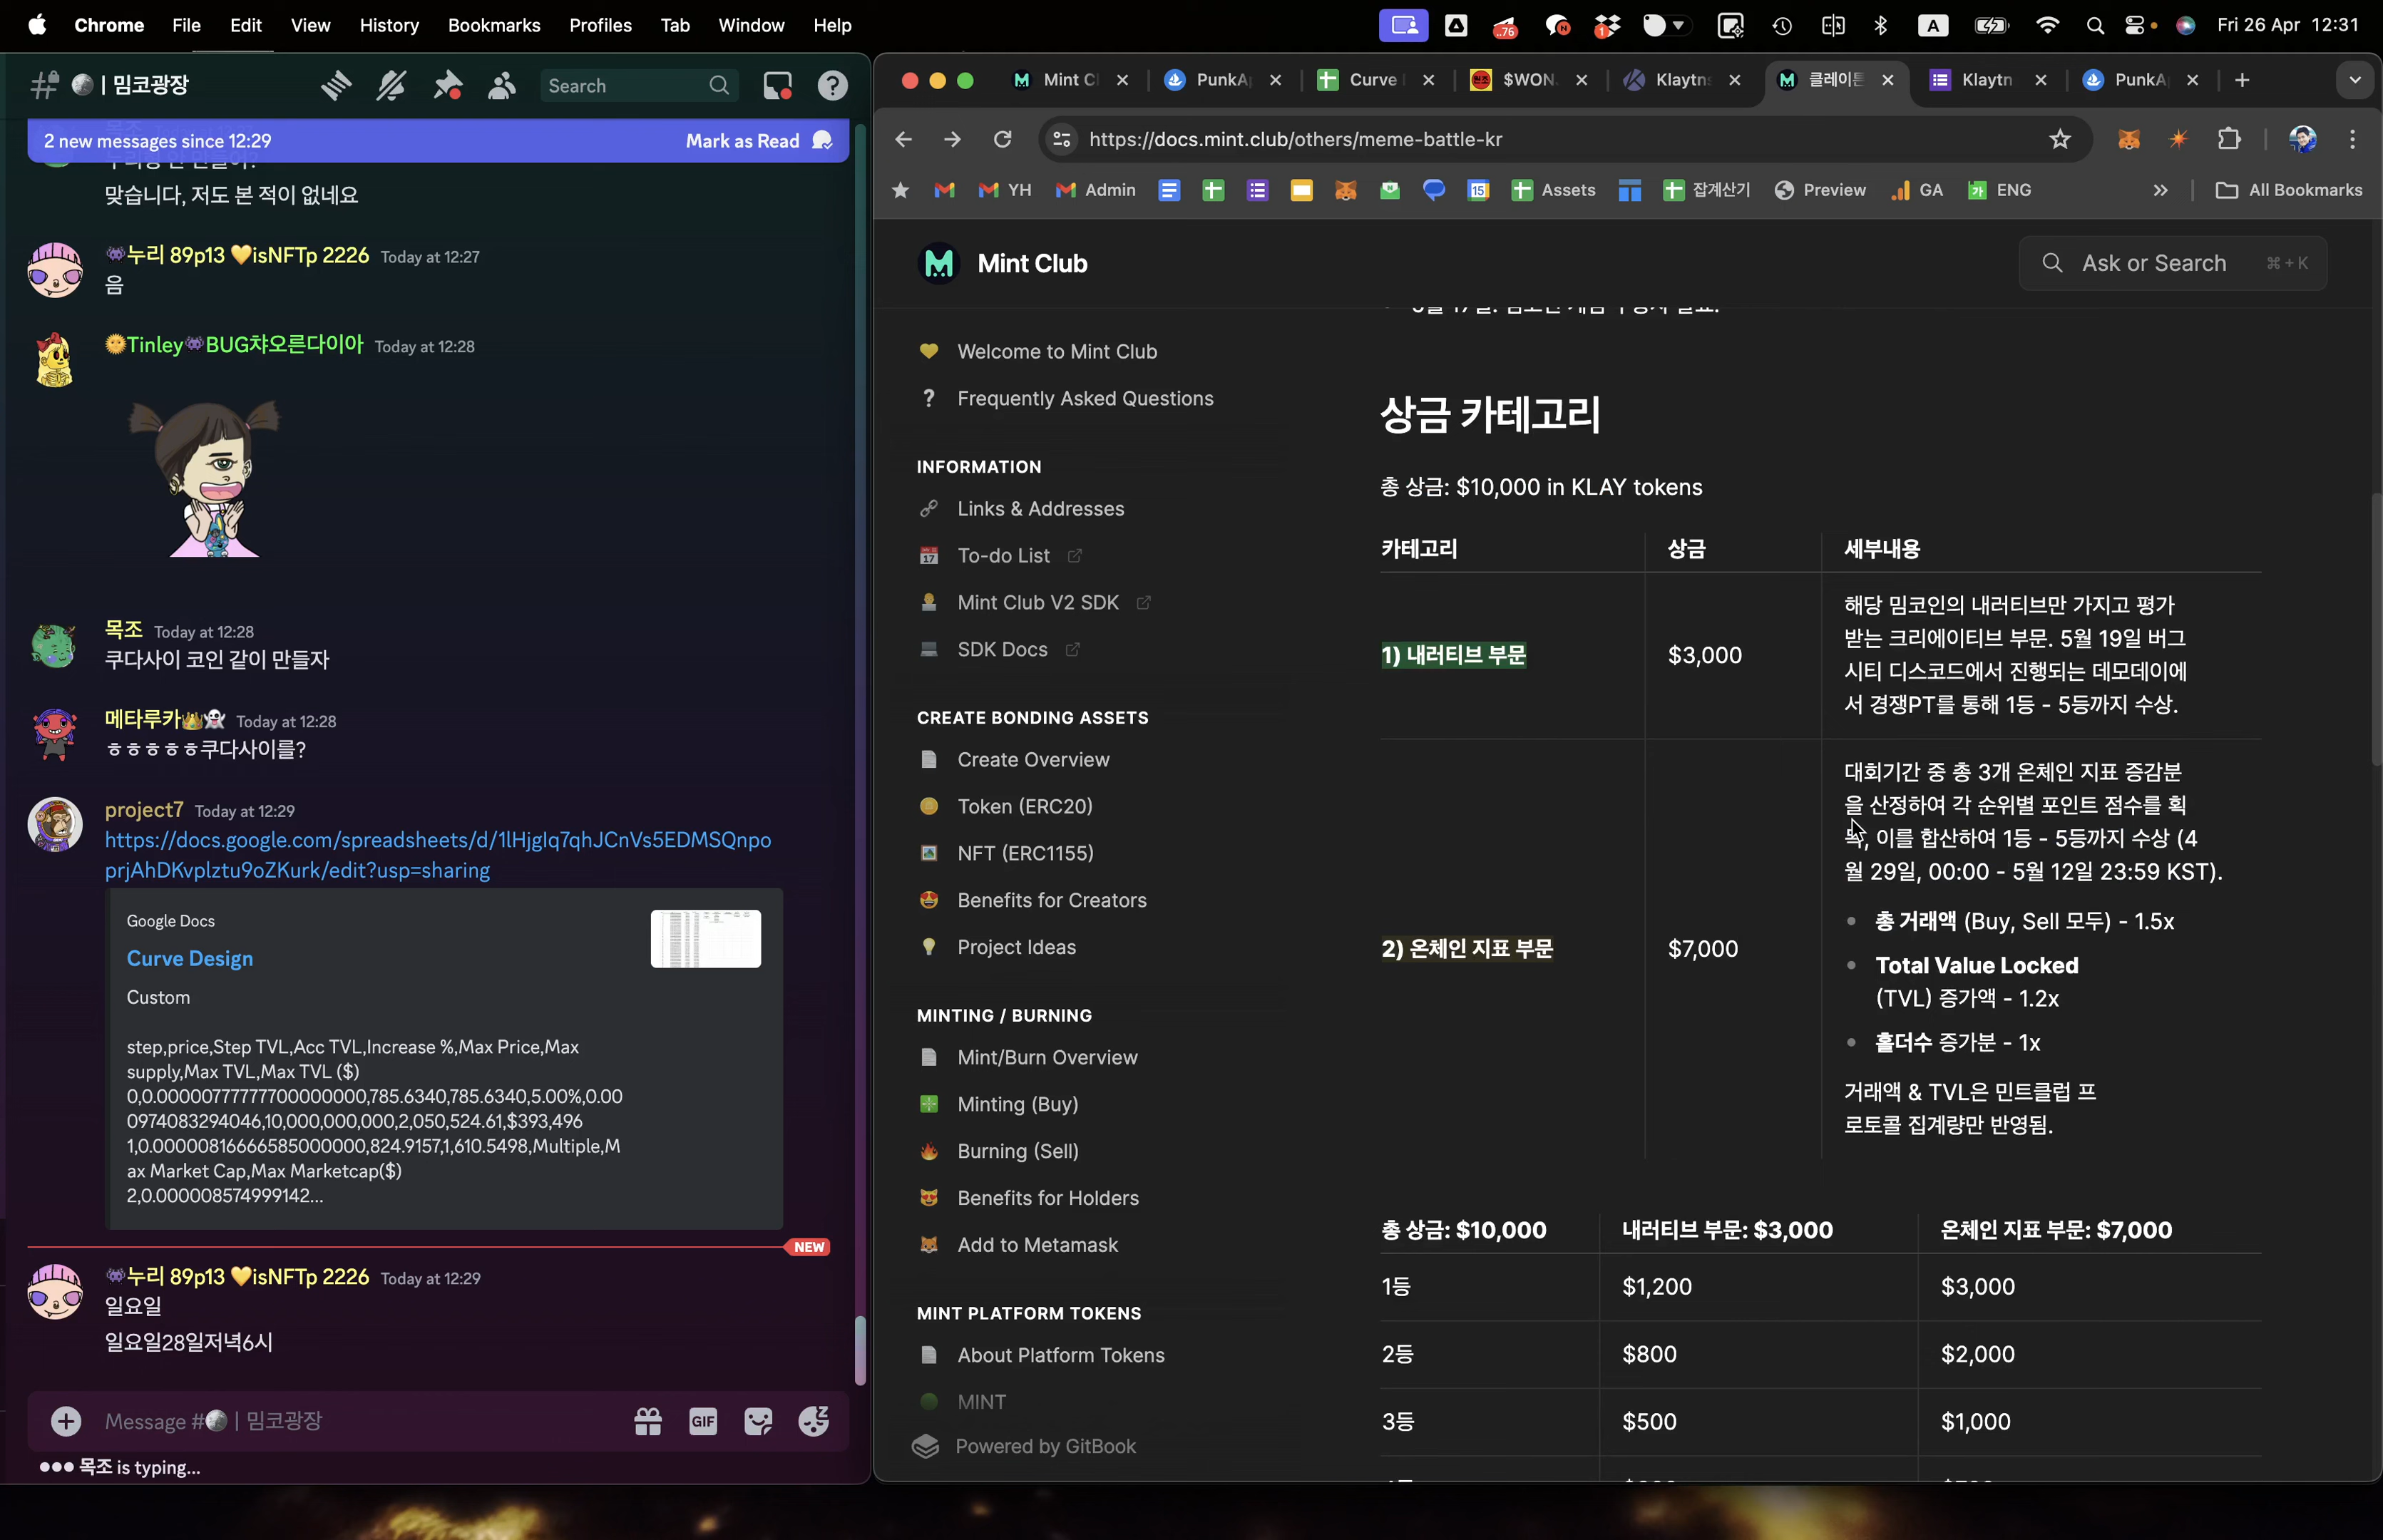 Chrome File Edit View History Bookmarks Profiles Tab Window Help
..76
N
1
A
Fri 26 Apr 12:31
| 밈코광장
Search
2 new messages since 12:29
Mark as Read
맞습니다, 저도 본 적이 없네요
누리 89p13 isNFTp 2226 Today at 12:27
음
Tinley BUG챠오른다이아 Today at 12:28
목조 Today at 12:28
쿠다사이 코인 같이 만들자
메타루카 Today at 12:28
ㅎㅎㅎㅎㅎ쿠다사이를?
project7 Today at 12:29
https://docs.google.com/spreadsheets/d/1lHjgIq7qhJCnVs5EDMSQnpo
prjAhDKvplztu9oZKurk/edit?usp=sharing
Google Docs
Curve Design
Custom
step,price,Step TVL,Acc TVL,Increase %,Max Price,Max
supply,Max TVL,Max TVL ($)
0,0.00000777777700000000,785.6340,785.6340,5.00%,0.00
0974083294046,10,000,000,000,2,050,524.61,$393,496
1,0.00000816666585000000,824.9157,1,610.5498,Multiple,M
ax Market Cap,Max Marketcap($)
2,0.000008574999142...
NEW
누리 89p13 isNFTp 2226 Today at 12:29
일요일
일요일28일저녁6시
Message # | 밈코광장
GIF
목조 is typing...
Mint Cl
PunkA
Curve
$WON
Klaytn
클레이튼
Klaytn
PunkA
https://docs.mint.club/others/meme-battle-kr
YH
Admin
15
Assets
잡계산기
Preview
GA
가
ENG
All Bookmarks
Mint Club
Ask or Search
⌘ + K
Welcome to Mint Club
Frequently Asked Questions
INFORMATION
Links & Addresses
To-do List
Mint Club V2 SDK
SDK Docs
CREATE BONDING ASSETS
Create Overview
Token (ERC20)
NFT (ERC1155)
Benefits for Creators
Project Ideas
MINTING / BURNING
Mint/Burn Overview
Minting (Buy)
Burning (Sell)
Benefits for Holders
Add to Metamask
MINT PLATFORM TOKENS
About Platform Tokens
MINT
Powered by GitBook
상금 카테고리
총 상금: $10,000 in KLAY tokens
카테고리 상금 세부내용
1) 내러티브 부문
$3,000
해당 밈코인의 내러티브만 가지고 평가
받는 크리에이티브 부문. 5월 19일 버그
시티 디스코드에서 진행되는 데모데이에
서 경쟁PT를 통해 1등 - 5등까지 수상.
2) 온체인 지표 부문
$7,000
대회기간 중 총 3개 온체인 지표 증감분
을 산정하여 각 순위별 포인트 점수를 획
득, 이를 합산하여 1등 - 5등까지 수상 (4
월 29일, 00:00 - 5월 12일 23:59 KST).
총 거래액 (Buy, Sell 모두) - 1.5x
Total Value Locked
(TVL) 증가액 - 1.2x
홀더수 증가분 - 1x
거래액 & TVL은 민트클럽 프
로토콜 집계량만 반영됨.
총 상금: $10,000 내러티브 부문: $3,000 온체인 지표 부문: $7,000
1등 $1,200 $3,000
2등 $800 $2,000
3등 $500 $1,000